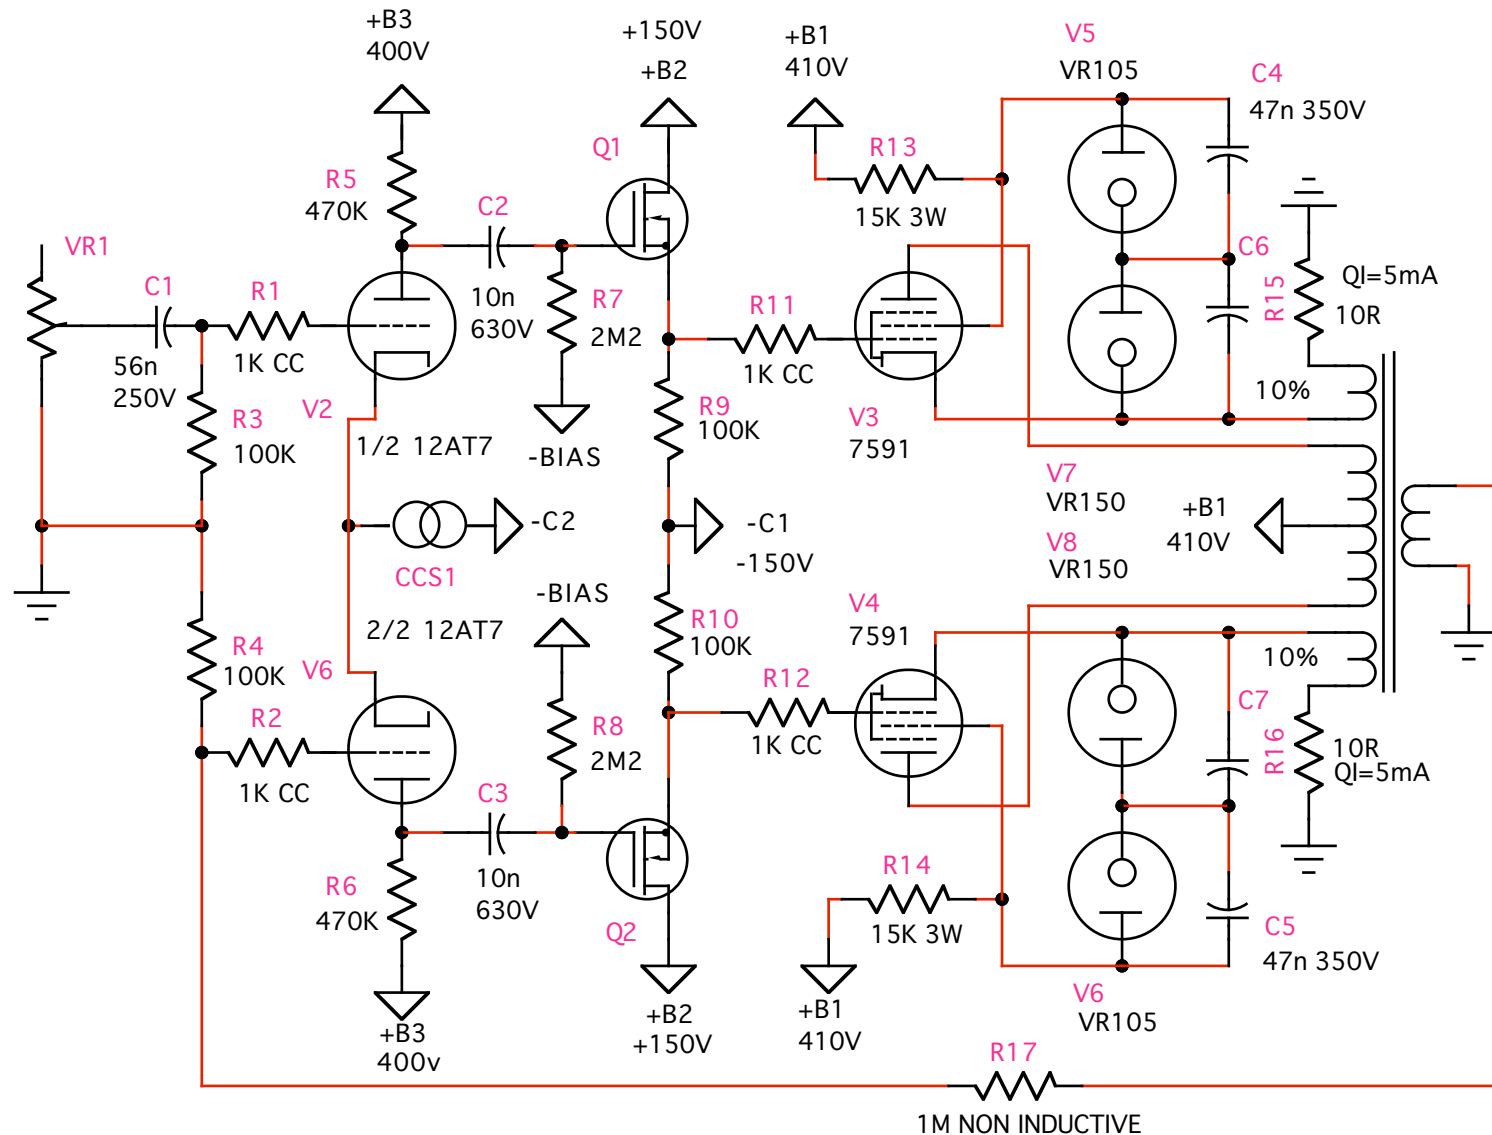 +B3
400V
+150V
+B2
+B1
410V
V5
VR105
C4
47n 350V
Q1
R13
15K 3W
R5
470K
C2
10n
630V
VR1
C1
56n
250V
R1
1K CC
R7
2M2
R11
1K CC
C6
R15
QI=5mA
10R
10%
R3
100K
V2
1/2 12AT7
-BIAS
R9
100K
V3
7591
V7
VR150
V8
VR150
+B1
410V
-C2
CCS1
-C1
-150V
-BIAS
2/2 12AT7
R10
100K
V4
7591
R4
100K
V6
R2
1K CC
R8
2M2
R12
1K CC
10%
C7
R16
10R
QI=5mA
C3
10n
630V
R6
470K
Q2
R14
15K 3W
C5
47n 350V
+B3
400v
+B2
+150V
+B1
410V
V6
VR105
R17
1M NON INDUCTIVE